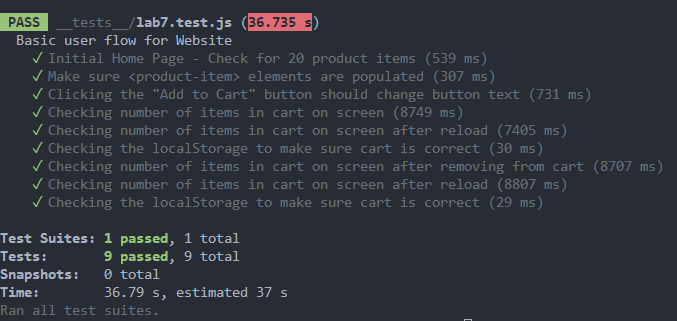 PASS __tests__/lab7.test.js (36.735 s)
Basic user flow for Website
✓ Initial Home Page - Check for 20 product items (539 ms)
✓ Make sure <product-item> elements are populated (307 ms)
✓ Clicking the "Add to Cart" button should change button text (731 ms)
✓ Checking number of items in cart on screen (8749 ms)
✓ Checking number of items in cart on screen after reload (7405 ms)
✓ Checking the localStorage to make sure cart is correct (30 ms)
✓ Checking number of items in cart on screen after removing from cart (8707 ms)
✓ Checking number of items in cart on screen after reload (8807 ms)
✓ Checking the localStorage to make sure cart is correct (29 ms)
Test Suites: 1 passed, 1 total
Tests: 9 passed, 9 total
Snapshots: 0 total
Time: 36.79 s, estimated 37 s
Ran all test suites.